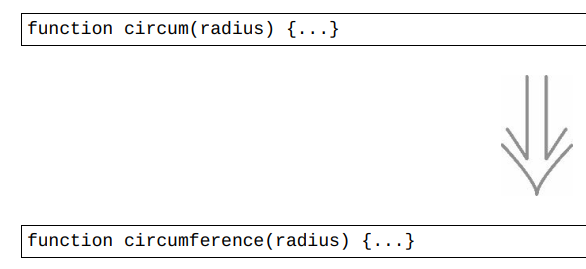 function circum(radius) {...}
function circumference(radius) {...}